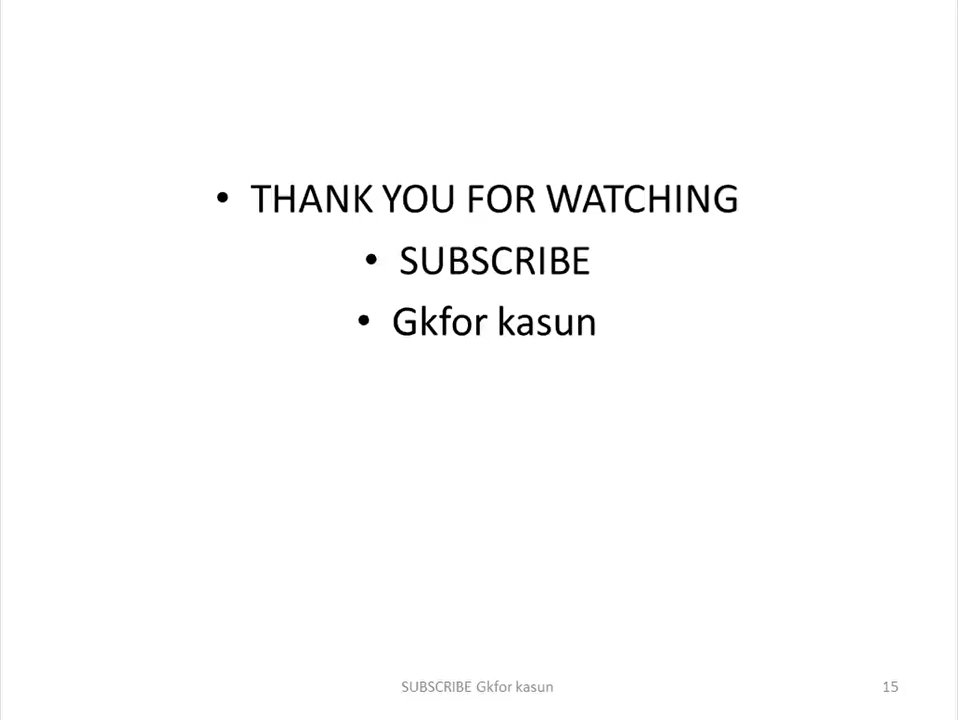 • THANK YOU FOR WATCHING
• SUBSCRIBE
• Gkfor kasun
SUBSCRIBE Gkfor kasun
15